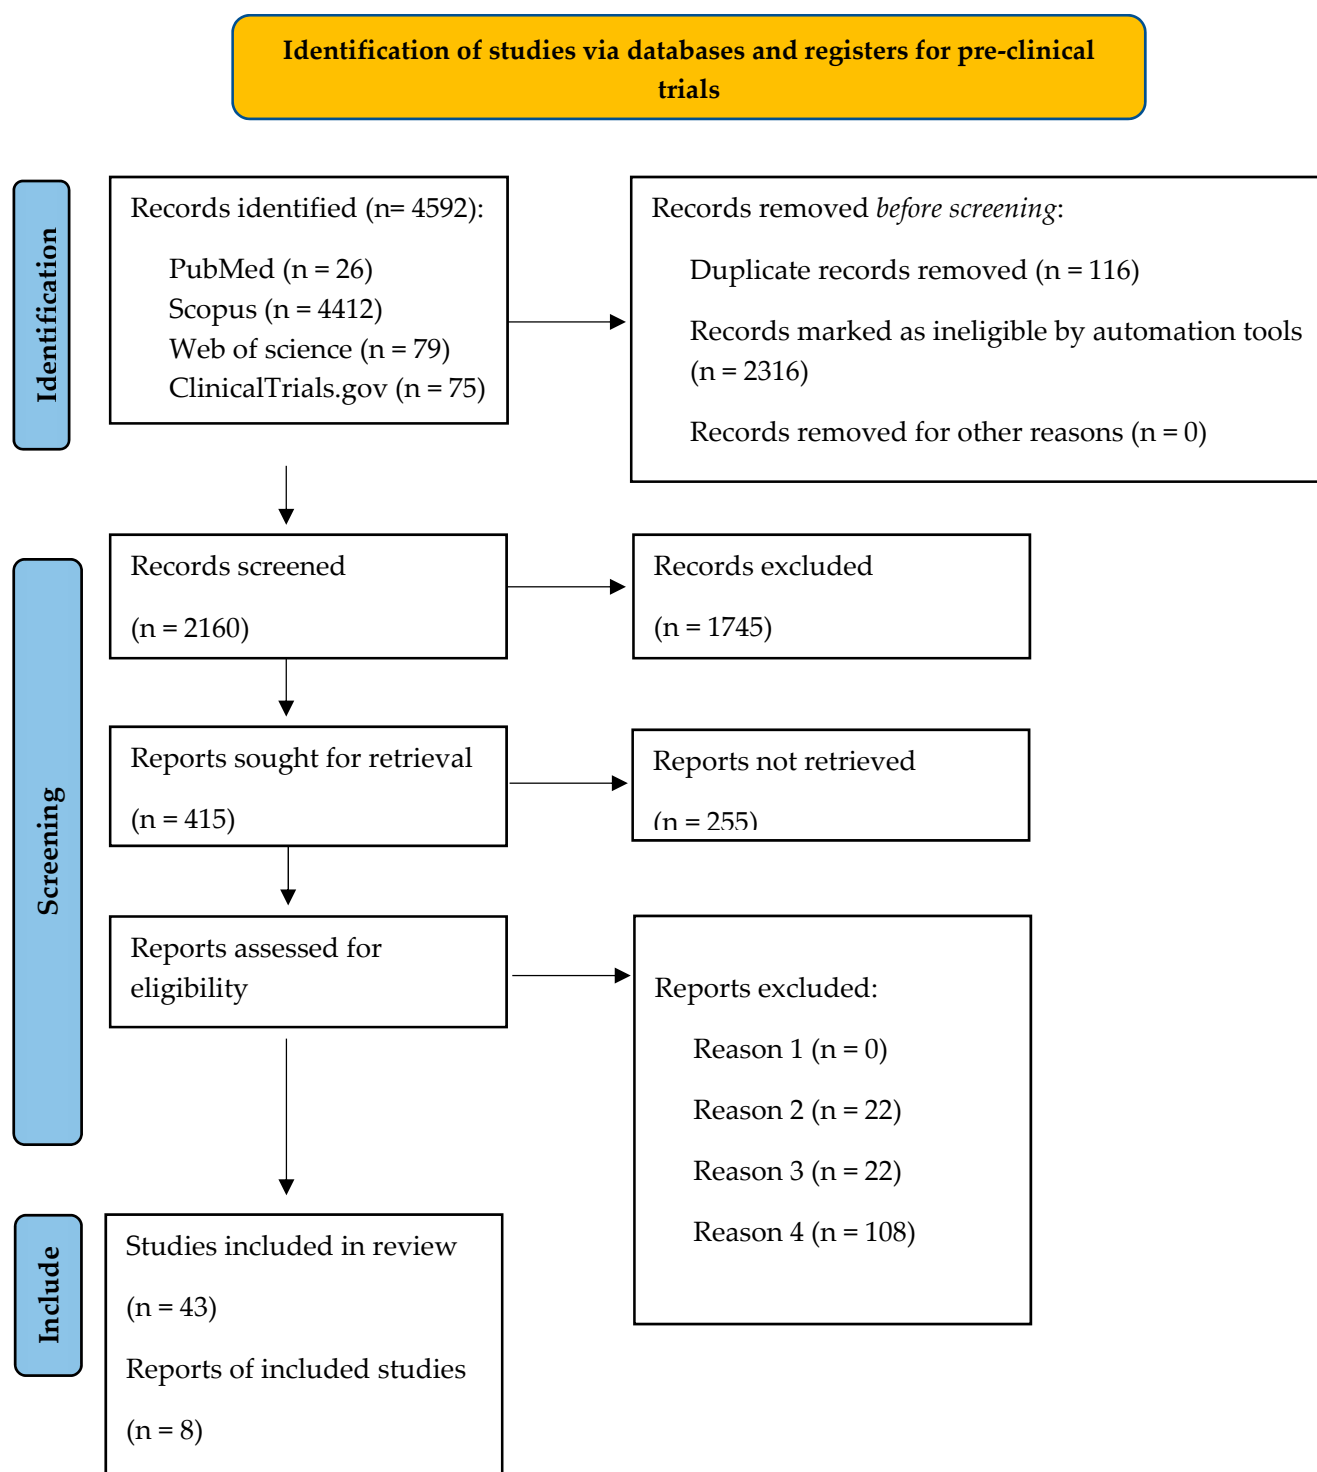 Identification of studies via databases and registers for pre-clinical
trials
Identification
Records identified (n= 4592):
PubMed (n = 26)
Scopus (n = 4412)
Web of science (n = 79)
ClinicalTrials.gov (n = 75)
Records removed before screening:
Duplicate records removed (n = 116)
Records marked as ineligible by automation tools
(n = 2316)
Records removed for other reasons (n = 0)
Screening
Records screened
(n = 2160)
Records excluded
(n = 1745)
Reports sought for retrieval
(n = 415)
Reports not retrieved
(n = 255)
Reports assessed for
eligibility
Reports excluded:
Reason 1 (n = 0)
Reason 2 (n = 22)
Reason 3 (n = 22)
Reason 4 (n = 108)
Include
Studies included in review
(n = 43)
Reports of included studies
(n = 8)